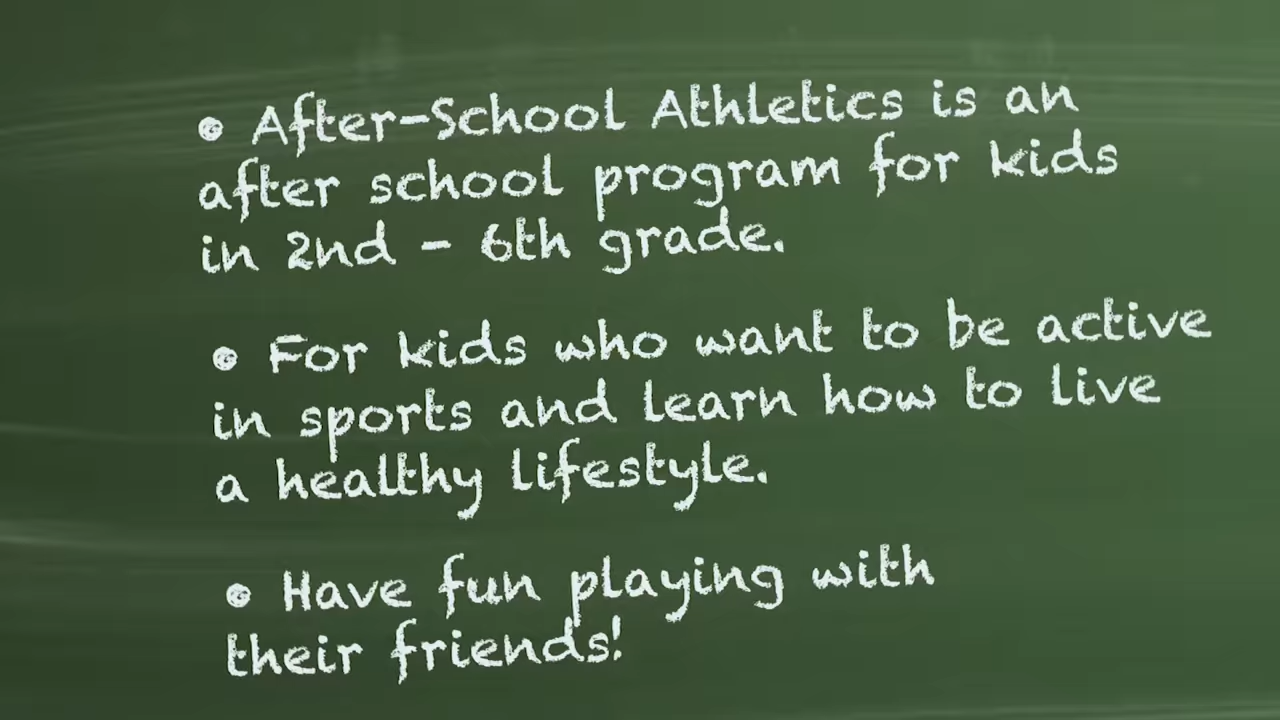 • After-School Athletics is an
after school program for kids
in 2nd - 6th grade.
• For kids who want to be active
in sports and learn how to live
a healthy lifestyle.
• Have fun playing with
their friends!